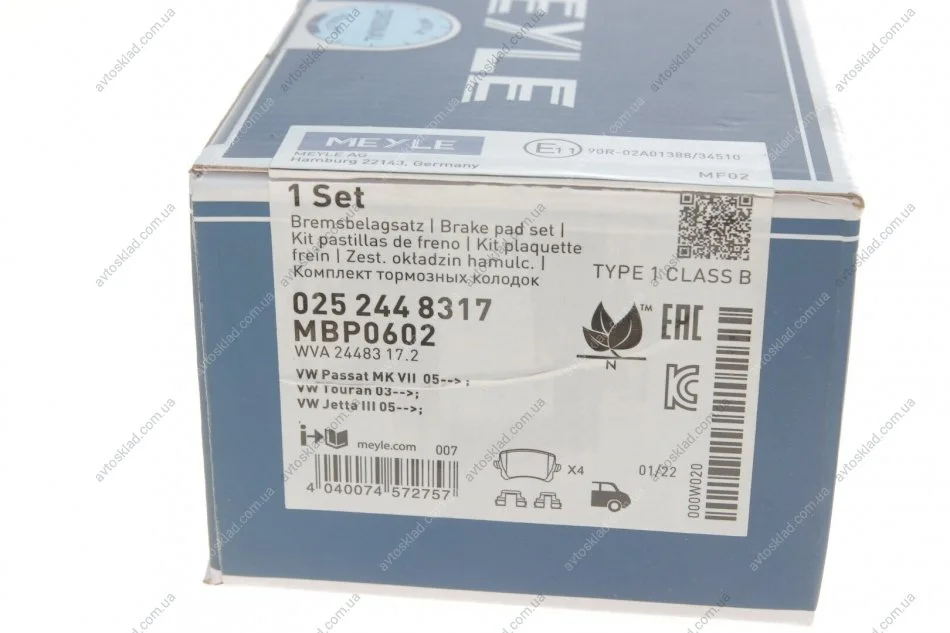 MEYLE
MEYLE
MEYLE AG
Hamburg 22143, Germany
E11 90R-02A01388/34510
MF02
1 Set
Bremsbelagsatz | Brake pad set |
Kit pastillas de freno | Kit plaquette
frein | Zest. okładzin hamulc. |
Комплект тормозных колодок
TYPE 1 CLASS B
025 244 8317
MBP0602
WVA 24483 17.2
TM
N
EAC
VW Passat MK VII 05-->;
VW Touran 03-->;
VW Jetta III 05-->;
meyle.com 007
4 040074 572757
X4
01/22
000W020
avtosklad.com.ua